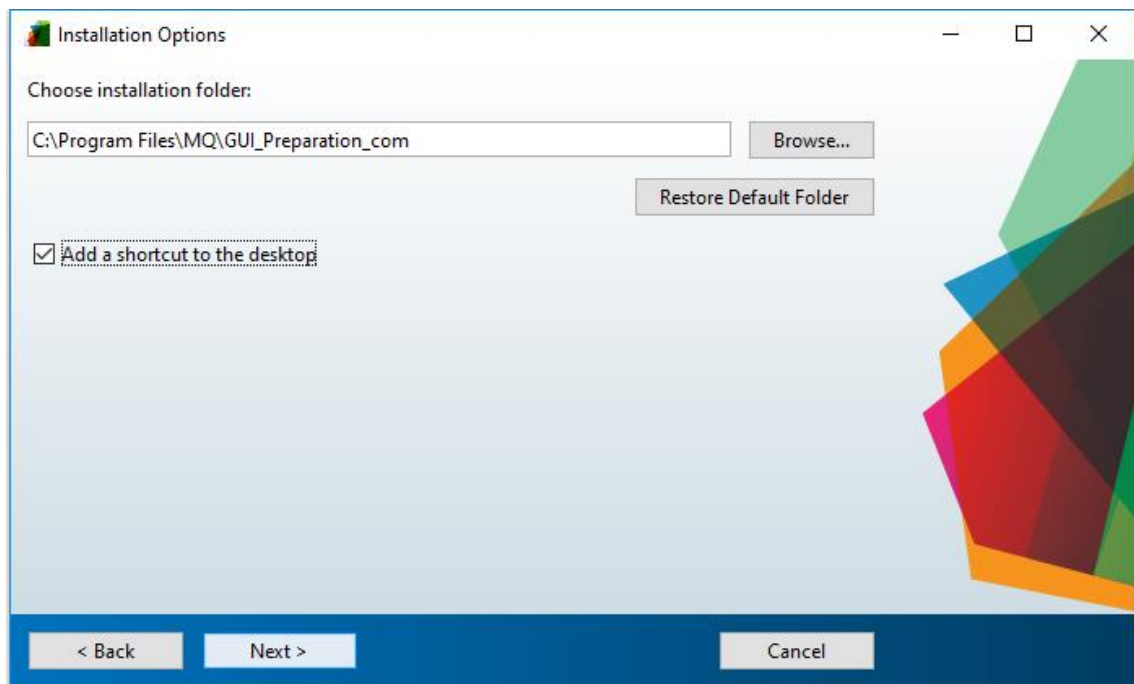 Installation Options
Choose installation folder:
C:\Program Files\MQ\GUI_Preparation_com
Browse...
Restore Default Folder
Add a shortcut to the desktop
< Back
Next >
Cancel